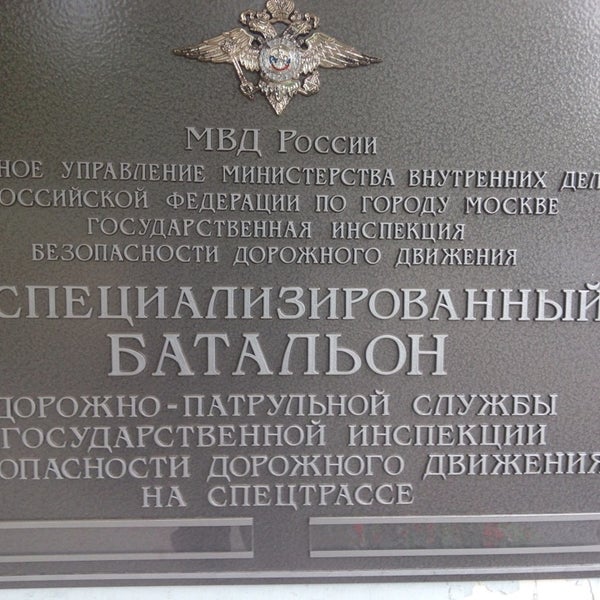 МВД России
НОЕ УПРАВЛЕНИЕ МИНИСТЕРСТВА ВНУТРЕННИХ ДЕЛ
ОССИЙСКОЙ ФЕДЕРАЦИИ ПО ГОРОДУ МОСКВЕ
ГОСУДАРСТВЕННАЯ ИНСПЕКЦИЯ
БЕЗОПАСНОСТИ ДОРОЖНОГО ДВИЖЕНИЯ
СПЕЦИАЛИЗИРОВАННЫЙ
БАТАЛЬОН
ДОРОЖНО-ПАТРУЛЬНОЙ СЛУЖБЫ
ГОСУДАРСТВЕННОЙ ИНСПЕКЦИИ
ОПАСНОСТИ ДОРОЖНОГО ДВИЖЕНИЯ
НА СПЕЦТРАССЕ